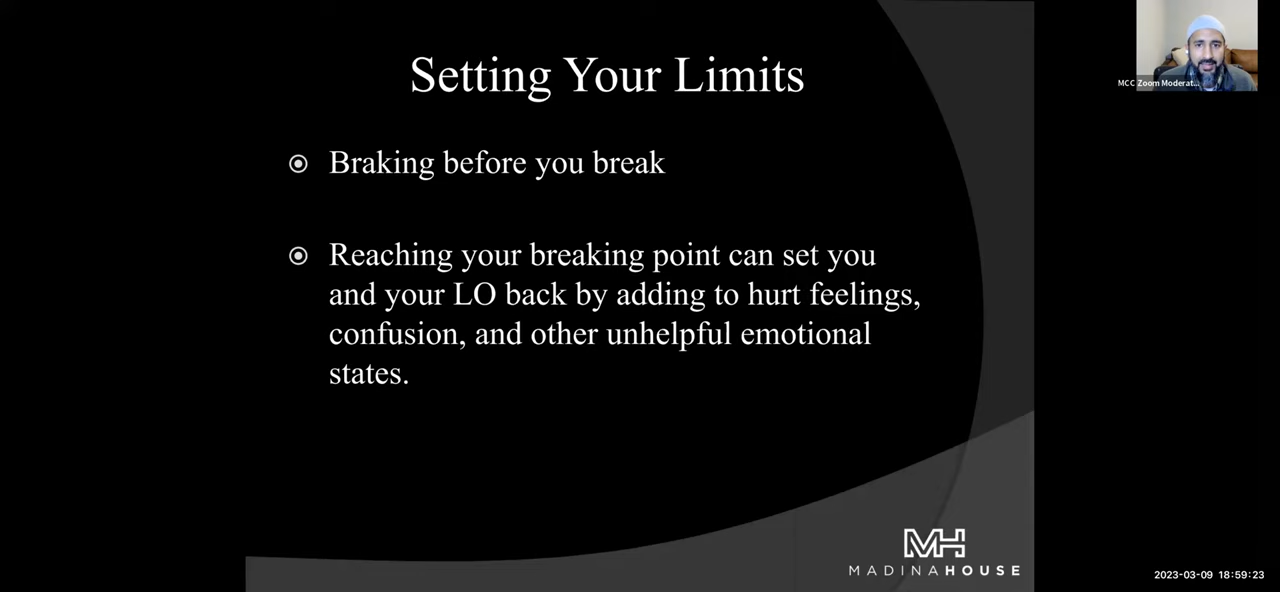 Setting Your Limits
MCC Zoom Moderat...
Braking before you break
Reaching your breaking point can set you
and your LO back by adding to hurt feelings,
confusion, and other unhelpful emotional
states.
MH
MADINAHOUSE
2023-03-09 18:59:23